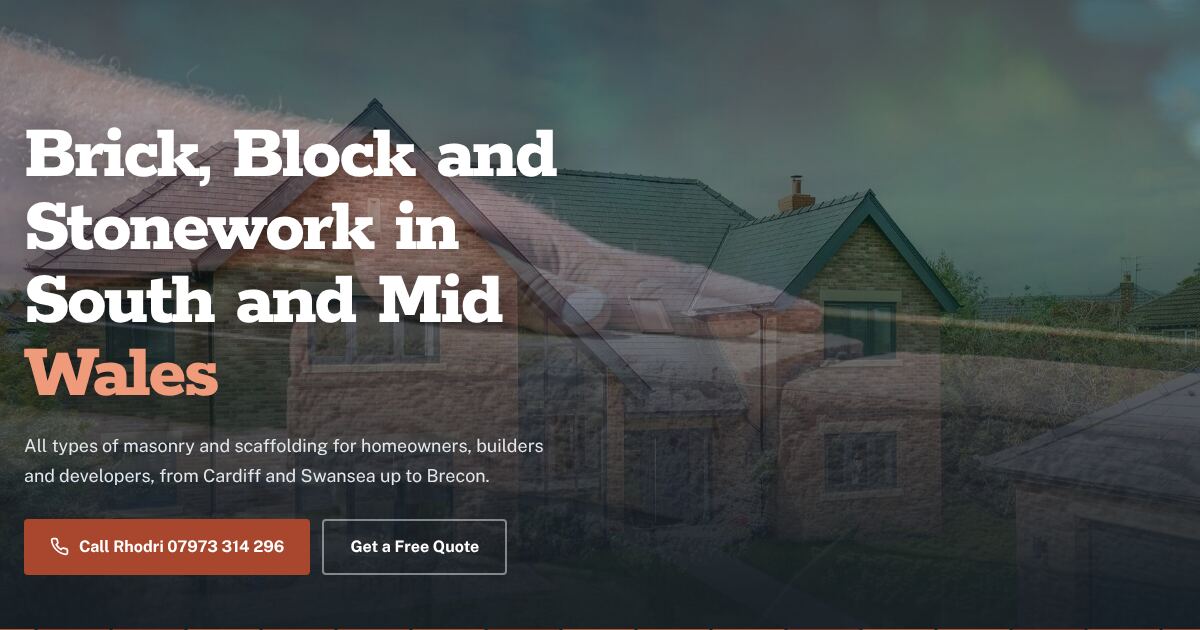 Brick, Block and
Stonework in
South and Mid
Wales
All types of masonry and scaffolding for homeowners, builders
and developers, from Cardiff and Swansea up to Brecon.
Call Rhodri 07973 314 296
Get a Free Quote